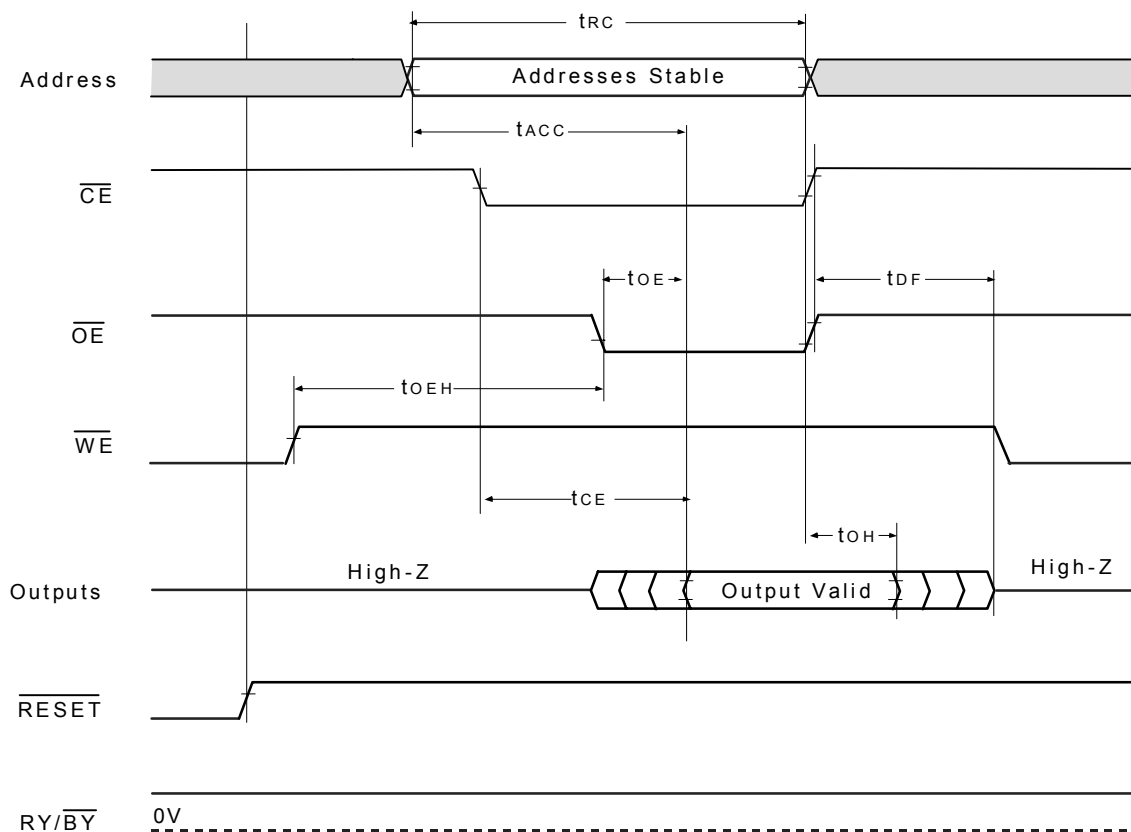 tRC
Address
Addresses Stable
tACC
CE
tOE
tDF
OE
tOEH
WE
tCE
tOH
High-Z
High-Z
Outputs
Output Valid
RESET
0V
RY/BY